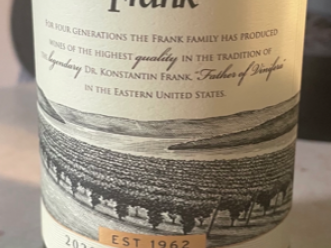 Frank
FOR FOUR GENERATIONS THE FRANK FAMILY HAS PRODUCED
WINES OF THE HIGHEST quality IN THE TRADITION OF
THE legendary DR. KONSTANTIN FRANK, "Father of Vinifera"
IN THE EASTERN UNITED STATES.
EST 1962